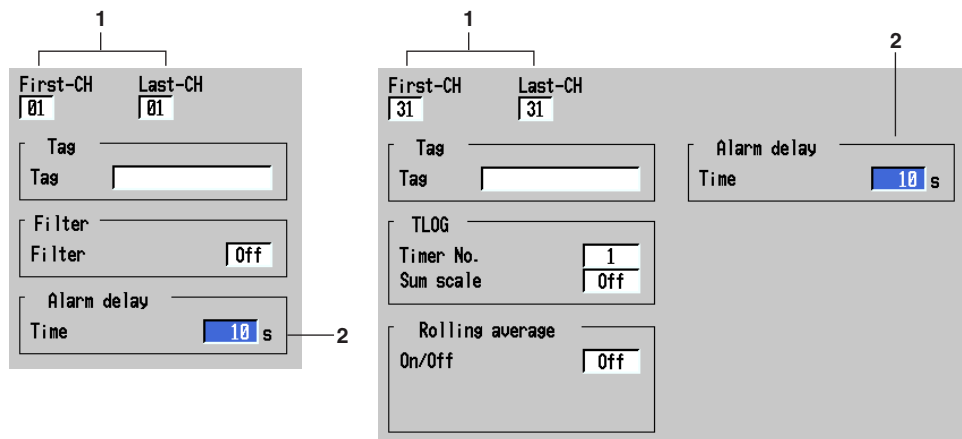 1
First-CH Last-CH
01 01
Tag
Tag
Filter
Filter Off
Alarm delay
Time 10 s
2
1
2
First-CH Last-CH
31 31
Tag
Tag
TLOG
Timer No. 1
Sum scale Off
Rolling average
On/Off Off
Alarm delay
Time 10 s